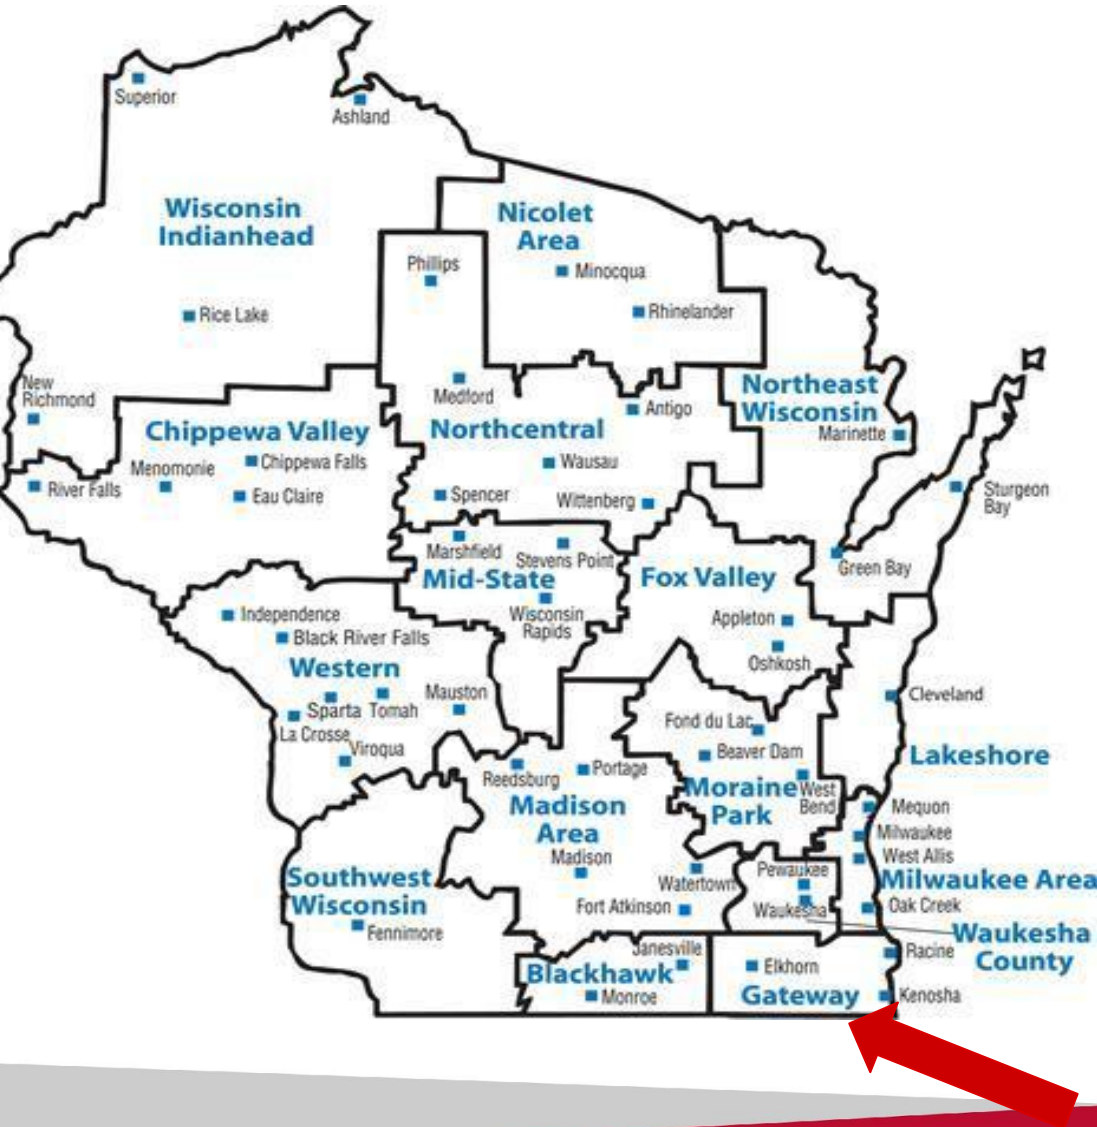 Superior
Ashland
Wisconsin
Indianhead
Nicolet
Area
Phillips
Minocqua
Rice Lake
Rhinelander
New
Richmond
Medford
Antigo
Northeast
Wisconsin
Marinette
Chippewa Valley
Northcentral
Menomonie
Chippewa Falls
Wausau
River Falls
Eau Claire
Spencer
Wittenberg
Sturgeon
Bay
Marshfield
Stevens Point
Green Bay
Mid-State
Fox Valley
Independence
Wisconsin
Rapids
Appleton
Black River Falls
Oshkosh
Western
Mauston
Cleveland
Sparta
Tomah
La Crosse
Fond du Lac
Viroqua
Beaver Dam
Lakeshore
Reedsburg
Portage
Moraine
Park
West
Bend
Madison
Area
Mequon
Milwaukee
Madison
West Allis
Southwest
Wisconsin
Watertown
Pewaukee
Milwaukee Area
Fort Atkinson
Waukesha
Oak Creek
Fennimore
Waukesha
County
Janesville
Racine
Blackhawk
Elkhorn
Monroe
Gateway
Kenosha